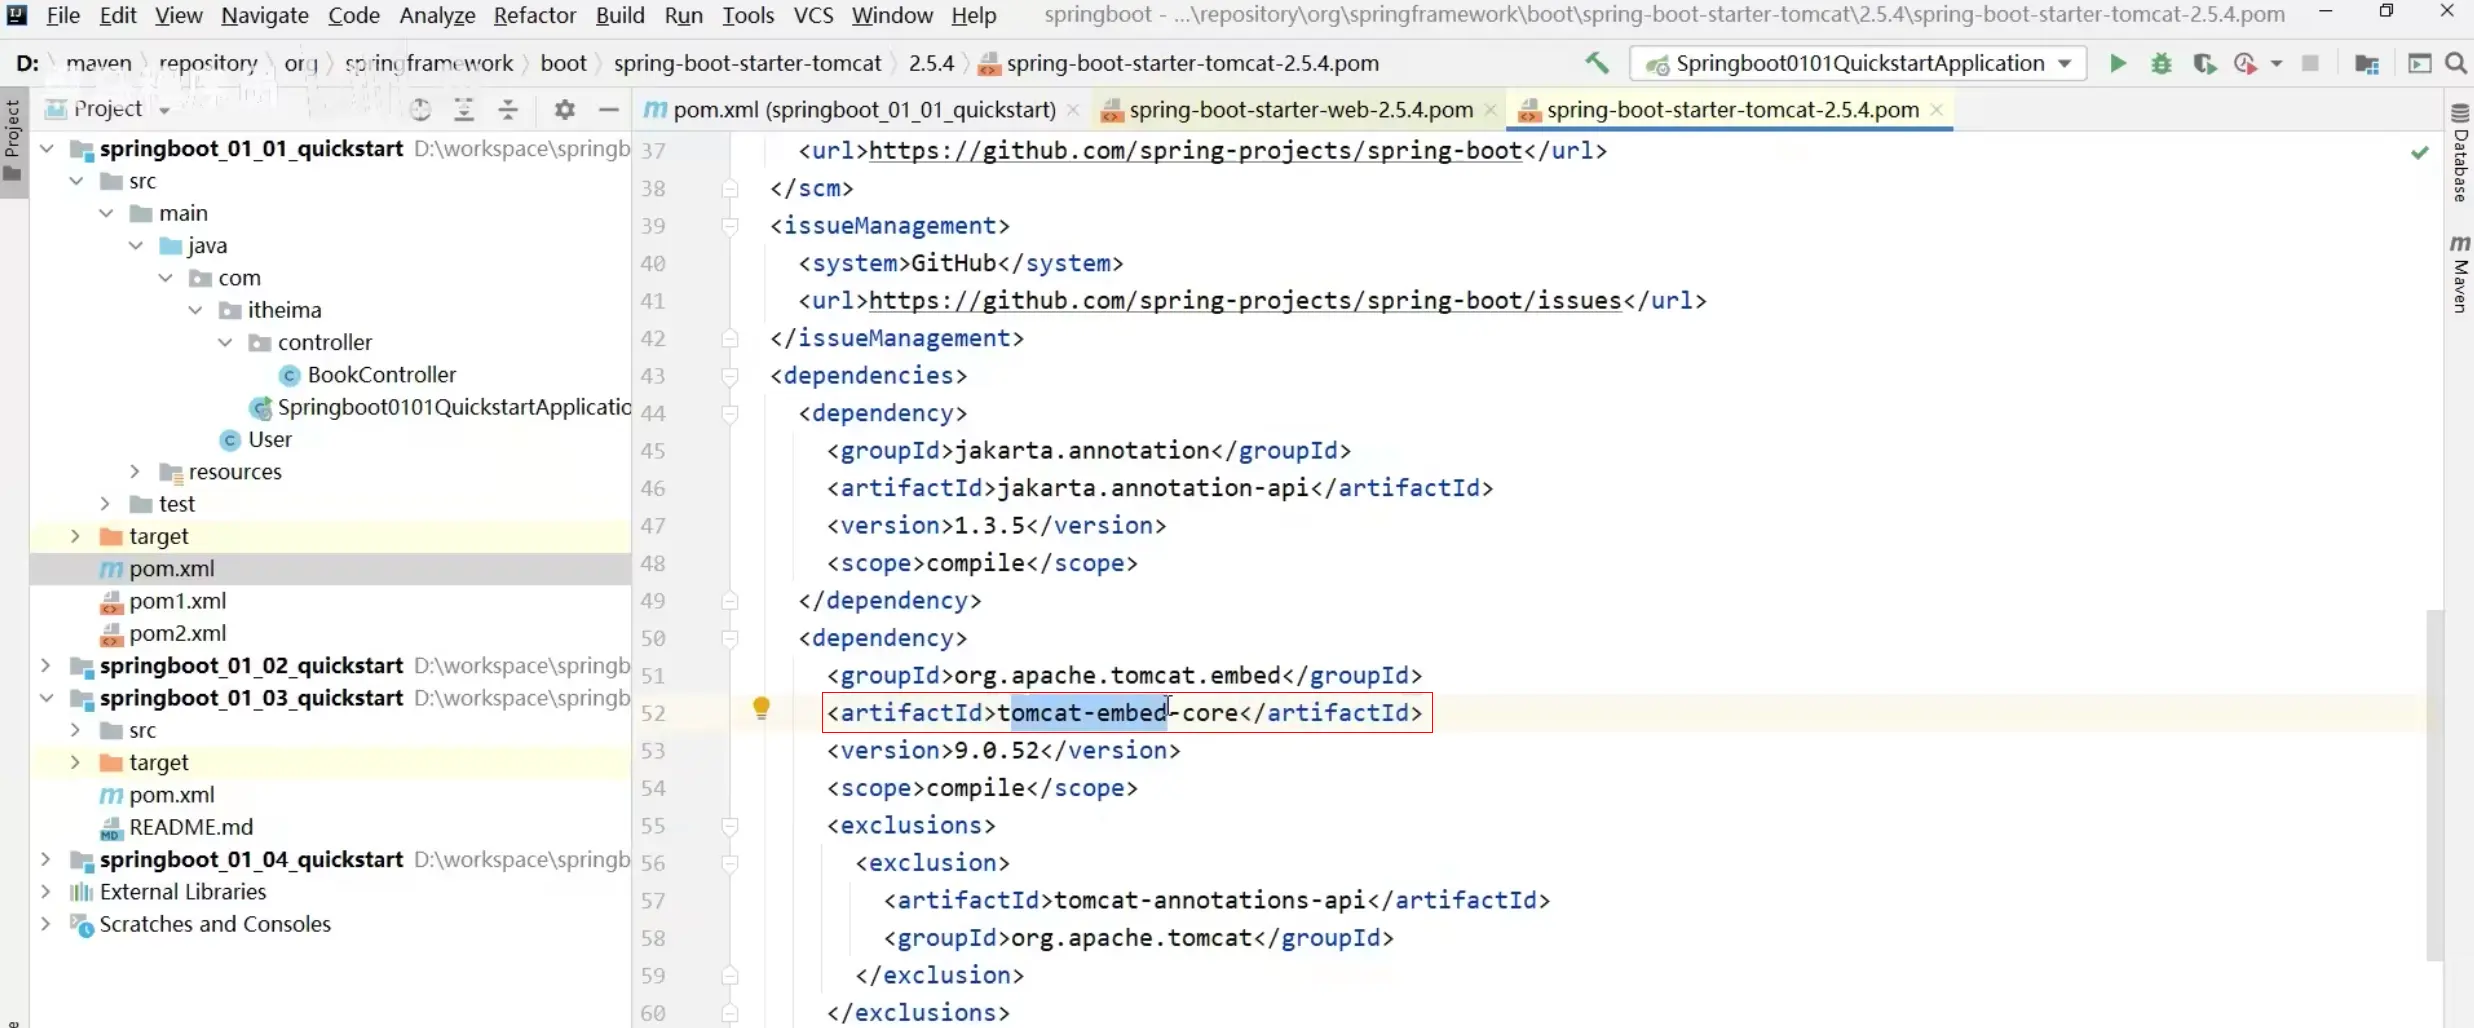 File Edit View Navigate Code Analyze Refactor Build Run Tools VCS Window Help springboot - ...\repository\org\springframework\boot\spring-boot-starter-tomcat\2.5.4\spring-boot-starter-tomcat-2.5.4.pom
D: maven repository org springframework boot spring-boot-starter-tomcat 2.5.4 spring-boot-starter-tomcat-2.5.4.pom Springboot0101QuickstartApplication
Project
Project
pom.xml (springboot_01_01_quickstart) spring-boot-starter-web-2.5.4.pom spring-boot-starter-tomcat-2.5.4.pom
springboot_01_01_quickstart D:\workspace\springb
src
main
java
com
itheima
controller
BookController
Springboot0101QuickstartApplicatio
User
resources
test
target
pom.xml
pom1.xml
pom2.xml
springboot_01_02_quickstart D:\workspace\springb
springboot_01_03_quickstart D:\workspace\springb
src
target
pom.xml
README.md
springboot_01_04_quickstart D:\workspace\springb
External Libraries
Scratches and Consoles
37 <url>https://github.com/spring-projects/spring-boot</url>
38 </scm>
39 <issueManagement>
40 <system>GitHub</system>
41 <url>https://github.com/spring-projects/spring-boot/issues</url>
42 </issueManagement>
43 <dependencies>
44 <dependency>
45 <groupId>jakarta.annotation</groupId>
46 <artifactId>jakarta.annotation-api</artifactId>
47 <version>1.3.5</version>
48 <scope>compile</scope>
49 </dependency>
50 <dependency>
51 <groupId>org.apache.tomcat.embed</groupId>
52 <artifactId>tomcat-embed-core</artifactId>
53 <version>9.0.52</version>
54 <scope>compile</scope>
55 <exclusions>
56 <exclusion>
57 <artifactId>tomcat-annotations-api</artifactId>
58 <groupId>org.apache.tomcat</groupId>
59 </exclusion>
60 </exclusions>
Database
Maven